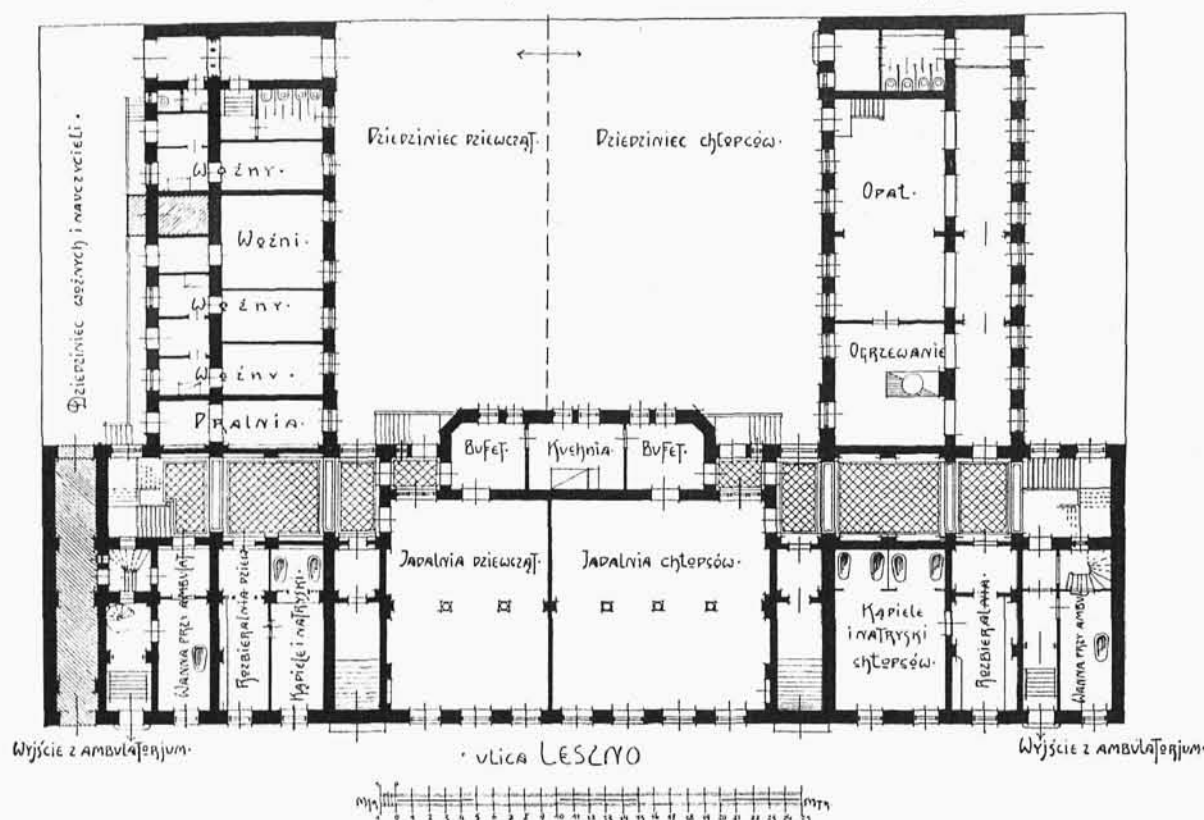 Dziedziniec woźnych i nauczycieli.
Dziedziniec dziewcząt.
Dziedziniec chłopców.
Woźny.
Woźni.
Woźny.
Woźny.
Pralnia.
Opał.
Ogrzewanie
Bufet.
Kuchnia.
Bufet.
Jadalnia dziewcząt.
Jadalnia chłopców.
Wanna przy ambulat.
Rozbieralnia dziew.
Kąpiele i natryski.
Kąpiele
i natryski
chłopców.
Rozbieralnia.
Wanna przy ambu
Wyjście z ambulatorjum.
ulica LESZNO
Wyjście z ambulatorjum.